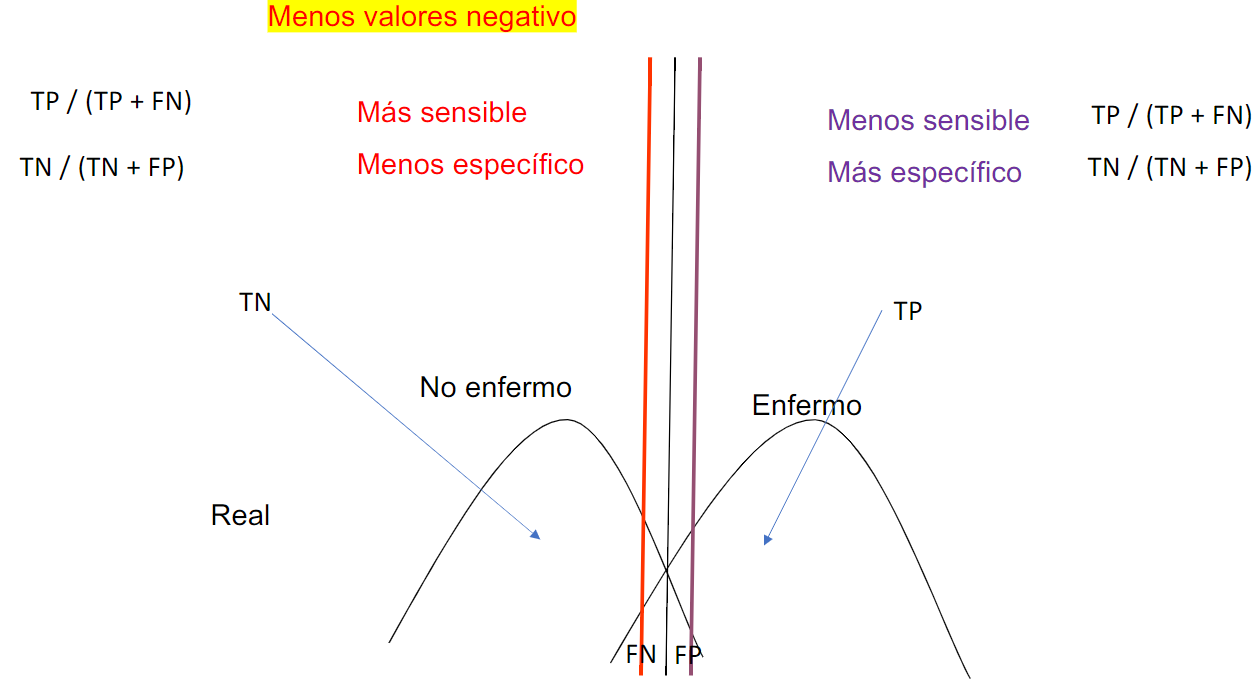 Menos valores negativo
TP / (TP + FN)
Más sensible
Menos sensible
TP / (TP + FN)
TN / (TN + FP)
Menos específico
Más específico
TN / (TN + FP)
TN
TP
No enfermo
Enfermo
Real
FN
FP